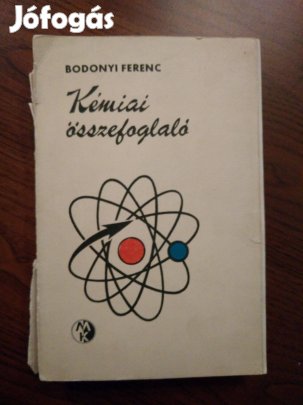 Jófogás
BODONYI FERENC
Kémiai
összefoglaló
MK